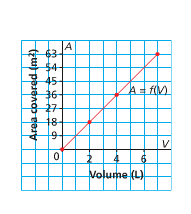 A
Area covered (m²)
63
54
45
36
27
18
9
0
2
4
6
A = f(V)
V
Volume (L)